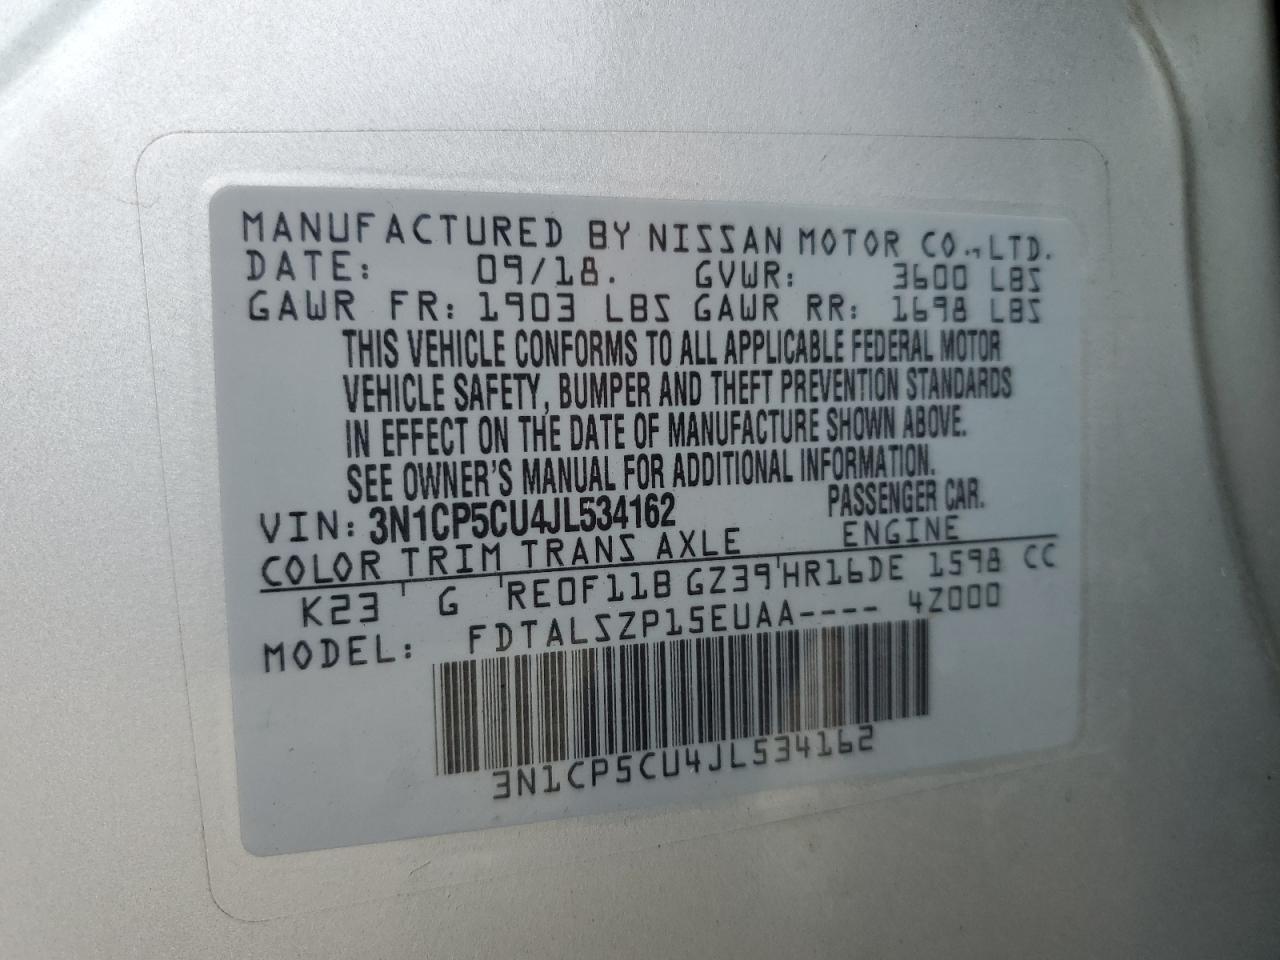 MANUFACTURED BY NISSAN MOTOR CO., LTD.
DATE: 09/18. GVWR: 3600 LBS
GAWR FR: 1903 LBS GAWR RR: 1698 LBS
THIS VEHICLE CONFORMS TO ALL APPLICABLE FEDERAL MOTOR
VEHICLE SAFETY, BUMPER AND THEFT PREVENTION STANDARDS
IN EFFECT ON THE DATE OF MANUFACTURE SHOWN ABOVE.
SEE OWNER'S MANUAL FOR ADDITIONAL INFORMATION.
VIN: 3N1CP5CU4JL534162 PASSENGER CAR.
COLOR TRIM TRANS AXLE ENGINE
K23 G RE0F11B GZ39 HR16DE 1598 CC
MODEL: FDTALSZP15EUAA---- 4Z000
3N1CP5CU4JL534162